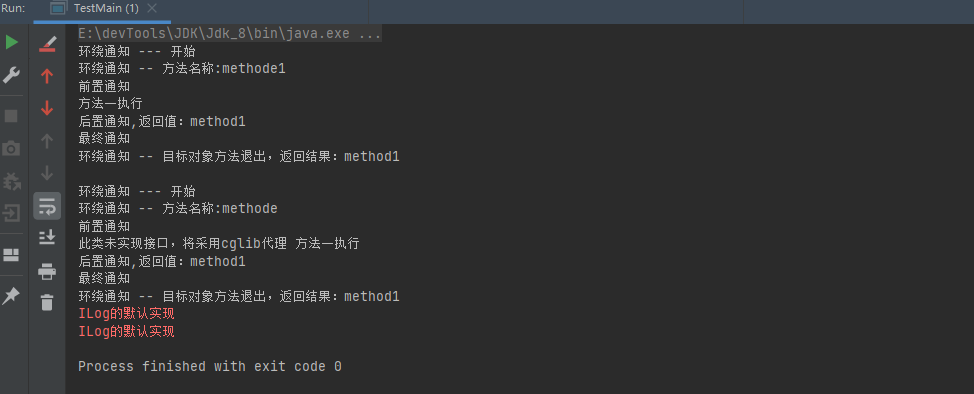 Run:
TestMain (1)
E:\devTools\JDK\Jdk_8\bin\java.exe ...
环绕通知 --- 开始
环绕通知 -- 方法名称:methode1
前置通知
方法一执行
后置通知,返回值：method1
最终通知
环绕通知 -- 目标对象方法退出，返回结果：method1
环绕通知 --- 开始
环绕通知 -- 方法名称:methode
前置通知
此类未实现接口，将采用cglib代理 方法一执行
后置通知,返回值：method1
最终通知
环绕通知 -- 目标对象方法退出，返回结果：method1
ILog的默认实现
ILog的默认实现
Process finished with exit code 0